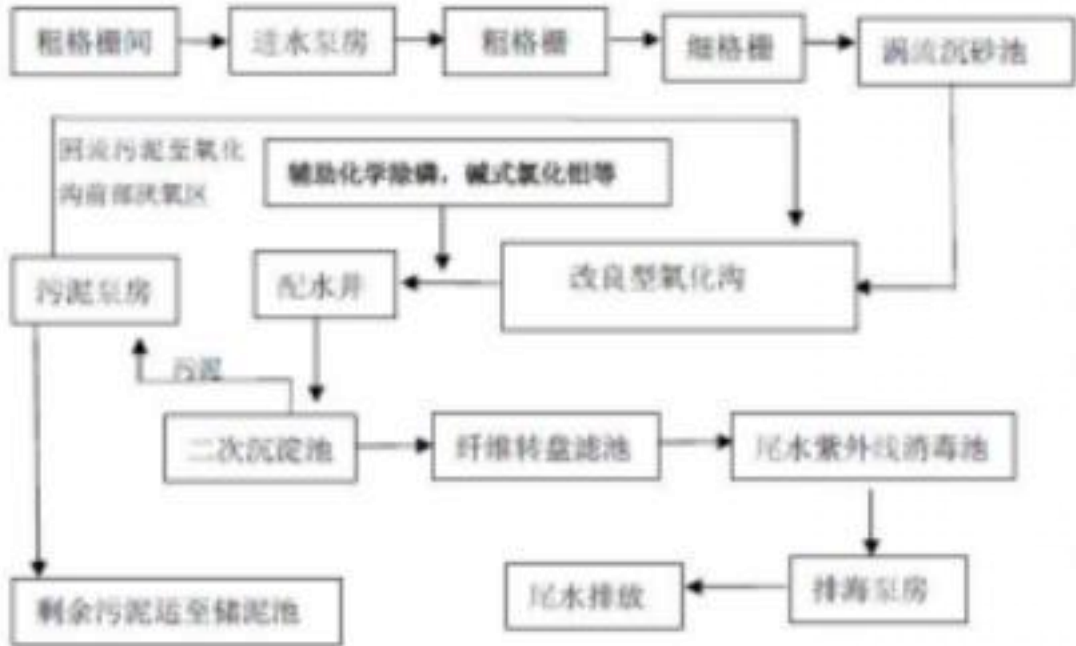 粗格栅间
进水泵房
粗格栅
细格栅
涡流沉砂池
回流污泥至氧化
沟前部厌氧区
辅助化学除磷，碱式氯化铝等
污泥泵房
配水井
改良型氧化沟
污泥
二次沉淀池
纤维转盘滤池
尾水紫外线消毒池
剩余污泥运至储泥池
尾水排放
排海泵房